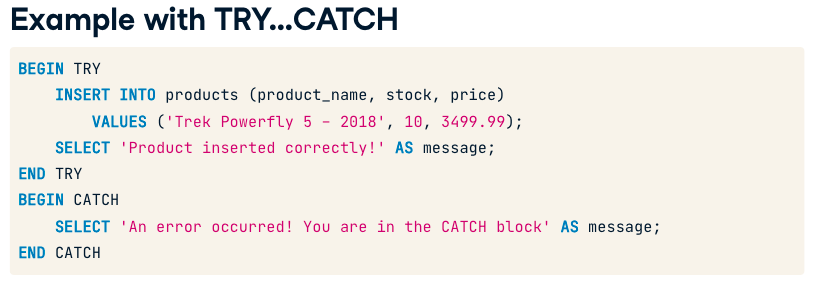 Example with TRY...CATCH
BEGIN TRY
    INSERT INTO products (product_name, stock, price)
        VALUES ('Trek Powerfly 5 - 2018', 10, 3499.99);
    SELECT 'Product inserted correctly!' AS message;
END TRY
BEGIN CATCH
    SELECT 'An error occurred! You are in the CATCH block' AS message;
END CATCH